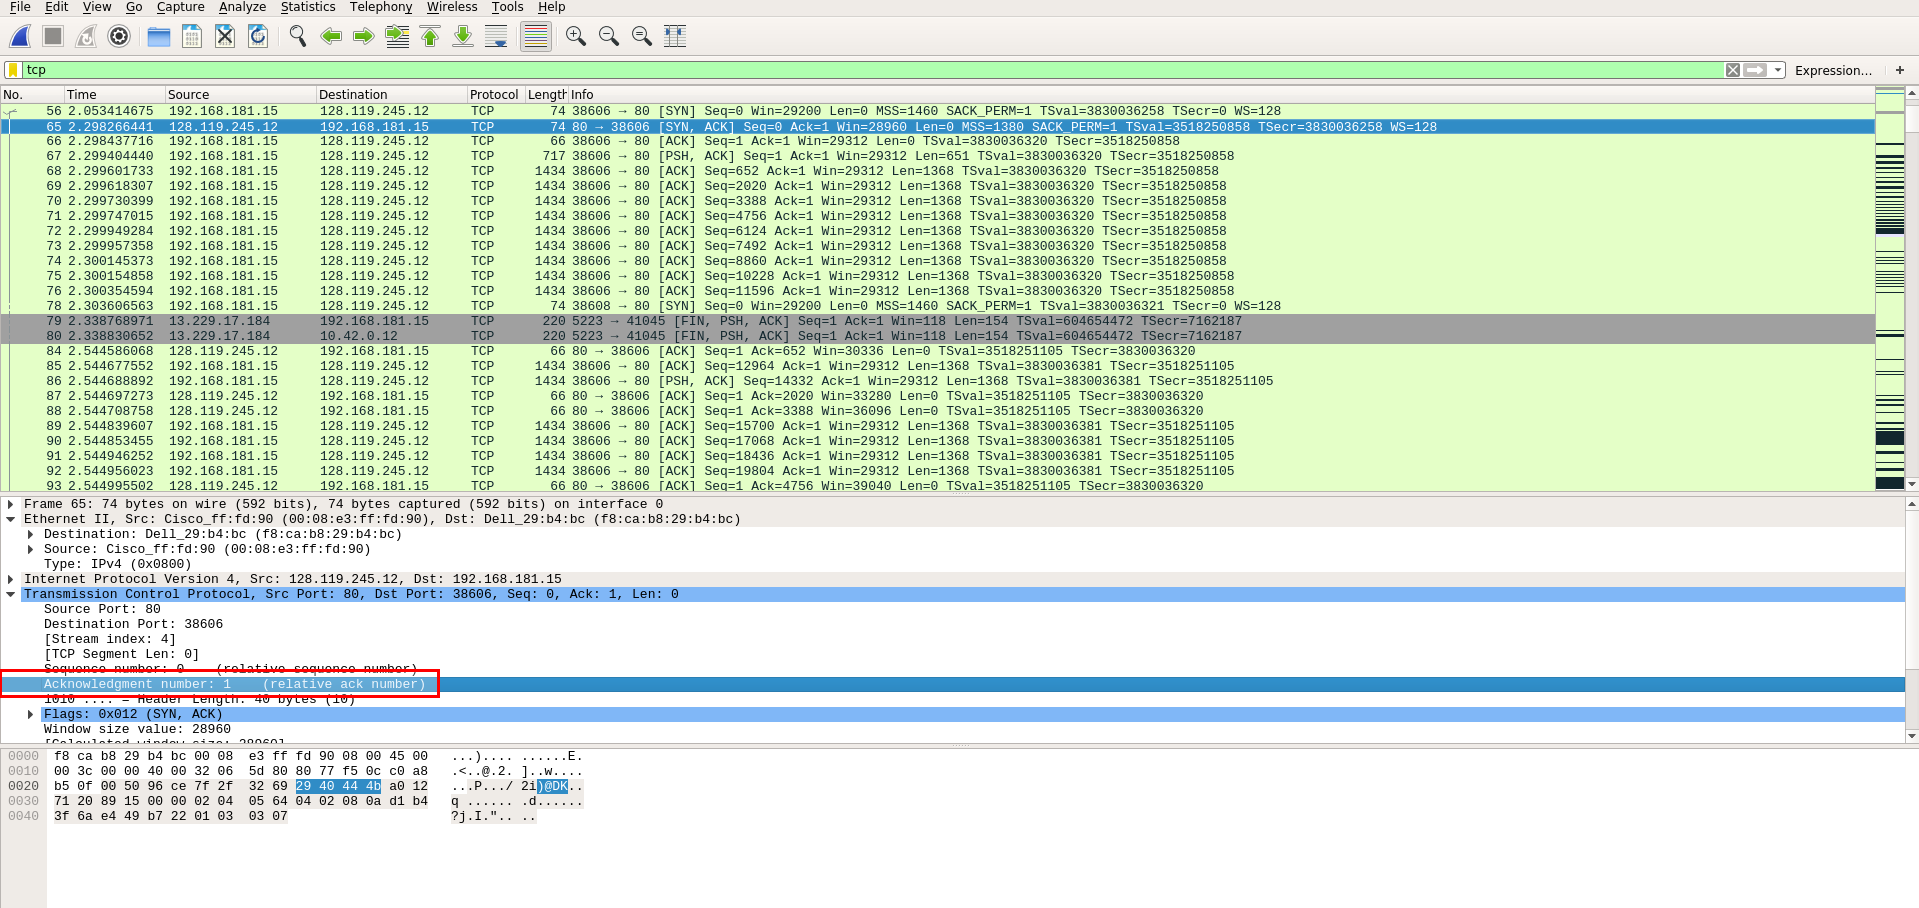 File Edit View Go Capture Analyze Statistics Telephony Wireless Tools Help
tcp Expression… +
No. Time Source Destination Protocol Length Info
56 2.053414675 192.168.181.15 128.119.245.12 TCP 74 38606 → 80 [SYN] Seq=0 Win=29200 Len=0 MSS=1460 SACK_PERM=1 TSval=3830036258 TSecr=0 WS=128
65 2.298266441 128.119.245.12 192.168.181.15 TCP 74 80 → 38606 [SYN, ACK] Seq=0 Ack=1 Win=28960 Len=0 MSS=1380 SACK_PERM=1 TSval=3518250858 TSecr=3830036258 WS=128
66 2.298437716 192.168.181.15 128.119.245.12 TCP 66 38606 → 80 [ACK] Seq=1 Ack=1 Win=29312 Len=0 TSval=3830036320 TSecr=3518250858
67 2.299404440 192.168.181.15 128.119.245.12 TCP 717 38606 → 80 [PSH, ACK] Seq=1 Ack=1 Win=29312 Len=651 TSval=3830036320 TSecr=3518250858
68 2.299601733 192.168.181.15 128.119.245.12 TCP 1434 38606 → 80 [ACK] Seq=652 Ack=1 Win=29312 Len=1368 TSval=3830036320 TSecr=3518250858
69 2.299618307 192.168.181.15 128.119.245.12 TCP 1434 38606 → 80 [ACK] Seq=2020 Ack=1 Win=29312 Len=1368 TSval=3830036320 TSecr=3518250858
70 2.299730399 192.168.181.15 128.119.245.12 TCP 1434 38606 → 80 [ACK] Seq=3388 Ack=1 Win=29312 Len=1368 TSval=3830036320 TSecr=3518250858
71 2.299747015 192.168.181.15 128.119.245.12 TCP 1434 38606 → 80 [ACK] Seq=4756 Ack=1 Win=29312 Len=1368 TSval=3830036320 TSecr=3518250858
72 2.299949284 192.168.181.15 128.119.245.12 TCP 1434 38606 → 80 [ACK] Seq=6124 Ack=1 Win=29312 Len=1368 TSval=3830036320 TSecr=3518250858
73 2.299957358 192.168.181.15 128.119.245.12 TCP 1434 38606 → 80 [ACK] Seq=7492 Ack=1 Win=29312 Len=1368 TSval=3830036320 TSecr=3518250858
74 2.300145373 192.168.181.15 128.119.245.12 TCP 1434 38606 → 80 [ACK] Seq=8860 Ack=1 Win=29312 Len=1368 TSval=3830036320 TSecr=3518250858
75 2.300154858 192.168.181.15 128.119.245.12 TCP 1434 38606 → 80 [ACK] Seq=10228 Ack=1 Win=29312 Len=1368 TSval=3830036320 TSecr=3518250858
76 2.300354594 192.168.181.15 128.119.245.12 TCP 1434 38606 → 80 [ACK] Seq=11596 Ack=1 Win=29312 Len=1368 TSval=3830036320 TSecr=3518250858
78 2.303606563 192.168.181.15 128.119.245.12 TCP 74 38608 → 80 [SYN] Seq=0 Win=29200 Len=0 MSS=1460 SACK_PERM=1 TSval=3830036321 TSecr=0 WS=128
79 2.338768971 13.229.17.184 192.168.181.15 TCP 220 5223 → 41045 [FIN, PSH, ACK] Seq=1 Ack=1 Win=118 Len=154 TSval=604654472 TSecr=7162187
80 2.338830652 13.229.17.184 10.42.0.12 TCP 220 5223 → 41045 [FIN, PSH, ACK] Seq=1 Ack=1 Win=118 Len=154 TSval=604654472 TSecr=7162187
84 2.544586068 128.119.245.12 192.168.181.15 TCP 66 80 → 38606 [ACK] Seq=1 Ack=652 Win=30336 Len=0 TSval=3518251105 TSecr=3830036320
85 2.544677552 192.168.181.15 128.119.245.12 TCP 1434 38606 → 80 [ACK] Seq=12964 Ack=1 Win=29312 Len=1368 TSval=3830036381 TSecr=3518251105
86 2.544688892 192.168.181.15 128.119.245.12 TCP 1434 38606 → 80 [PSH, ACK] Seq=14332 Ack=1 Win=29312 Len=1368 TSval=3830036381 TSecr=3518251105
87 2.544697273 128.119.245.12 192.168.181.15 TCP 66 80 → 38606 [ACK] Seq=1 Ack=2020 Win=33280 Len=0 TSval=3518251105 TSecr=3830036320
88 2.544708758 128.119.245.12 192.168.181.15 TCP 66 80 → 38606 [ACK] Seq=1 Ack=3388 Win=36096 Len=0 TSval=3518251105 TSecr=3830036320
89 2.544839607 192.168.181.15 128.119.245.12 TCP 1434 38606 → 80 [ACK] Seq=15700 Ack=1 Win=29312 Len=1368 TSval=3830036381 TSecr=3518251105
90 2.544853455 192.168.181.15 128.119.245.12 TCP 1434 38606 → 80 [ACK] Seq=17068 Ack=1 Win=29312 Len=1368 TSval=3830036381 TSecr=3518251105
91 2.544946252 192.168.181.15 128.119.245.12 TCP 1434 38606 → 80 [ACK] Seq=18436 Ack=1 Win=29312 Len=1368 TSval=3830036381 TSecr=3518251105
92 2.544956023 192.168.181.15 128.119.245.12 TCP 1434 38606 → 80 [ACK] Seq=19804 Ack=1 Win=29312 Len=1368 TSval=3830036381 TSecr=3518251105
93 2.544995502 128.119.245.12 192.168.181.15 TCP 66 80 → 38606 [ACK] Seq=1 Ack=4756 Win=39040 Len=0 TSval=3518251105 TSecr=3830036320
Frame 65: 74 bytes on wire (592 bits), 74 bytes captured (592 bits) on interface 0
Ethernet II, Src: Cisco_ff:fd:90 (00:08:e3:ff:fd:90), Dst: Dell_29:b4:bc (f8:ca:b8:29:b4:bc)
Destination: Dell_29:b4:bc (f8:ca:b8:29:b4:bc)
Source: Cisco_ff:fd:90 (00:08:e3:ff:fd:90)
Type: IPv4 (0x0800)
Internet Protocol Version 4, Src: 128.119.245.12, Dst: 192.168.181.15
Transmission Control Protocol, Src Port: 80, Dst Port: 38606, Seq: 0, Ack: 1, Len: 0
Source Port: 80
Destination Port: 38606
[Stream index: 4]
[TCP Segment Len: 0]
Sequence number: 0 (relative sequence number)
Acknowledgment number: 1 (relative ack number)
1010 .... = Header Length: 40 bytes (10)
Flags: 0x012 (SYN, ACK)
Window size value: 28960
[Calculated window size: 28960]
0000 f8 ca b8 29 b4 bc 00 08 e3 ff fd 90 08 00 45 00 ...).... ......E.
0010 00 3c 00 00 40 00 32 06 5d 80 80 77 f5 0c c0 a8 .<..@.2. ]..w....
0020 b5 0f 00 50 96 ce 7f 2f 32 69 29 40 44 4b a0 12 ...P.../ 2i)@DK..
0030 71 20 89 15 00 00 02 04 05 64 04 02 08 0a d1 b4 q ...... .d......
0040 3f 6a e4 49 b7 22 01 03 03 07 ?j.I.".. ..